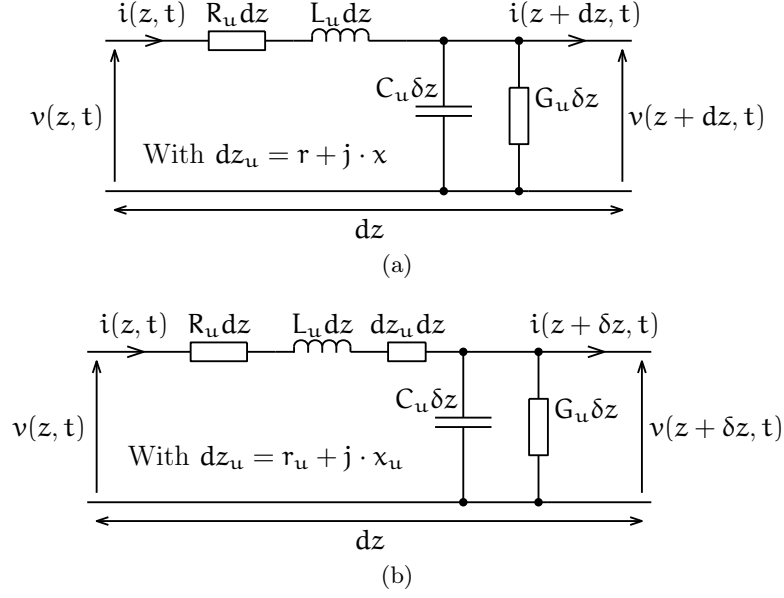 i(z, t) R_u dz L_u dz i(z + dz, t)
C_u δz
G_u δz
v(z, t) v(z + dz, t)
With dz_u = r + j · x
dz
(a)
i(z, t) R_u dz L_u dz dz_u dz i(z + δz, t)
C_u δz
G_u δz
v(z, t) v(z + δz, t)
With dz_u = r_u + j · x_u
dz
(b)